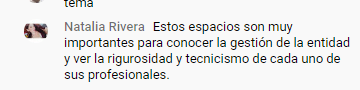 tema
Natalia Rivera Estos espacios son muy
importantes para conocer la gestión de la entidad
y ver la rigurosidad y tecnicismo de cada uno de
sus profesionales.